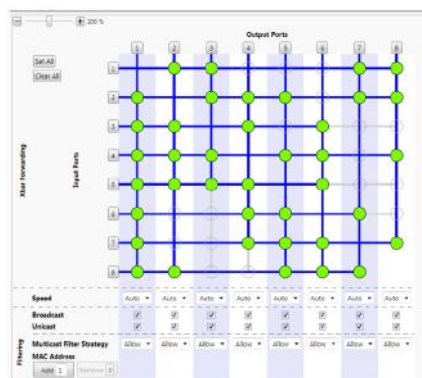 200 %
Output Ports
1 2 3 4 5 6 7 8
Set All
Clear All
Xbar Forwarding
Input Ports
1
2
3
4
5
6
7
8
Speed Auto Auto Auto Auto Auto Auto Auto Auto
Filtering
Broadcast
Unicast
Multicast Filter Strategy Allow Allow Allow Allow Allow Allow Allow Allow
MAC Address
Add 1 Remove